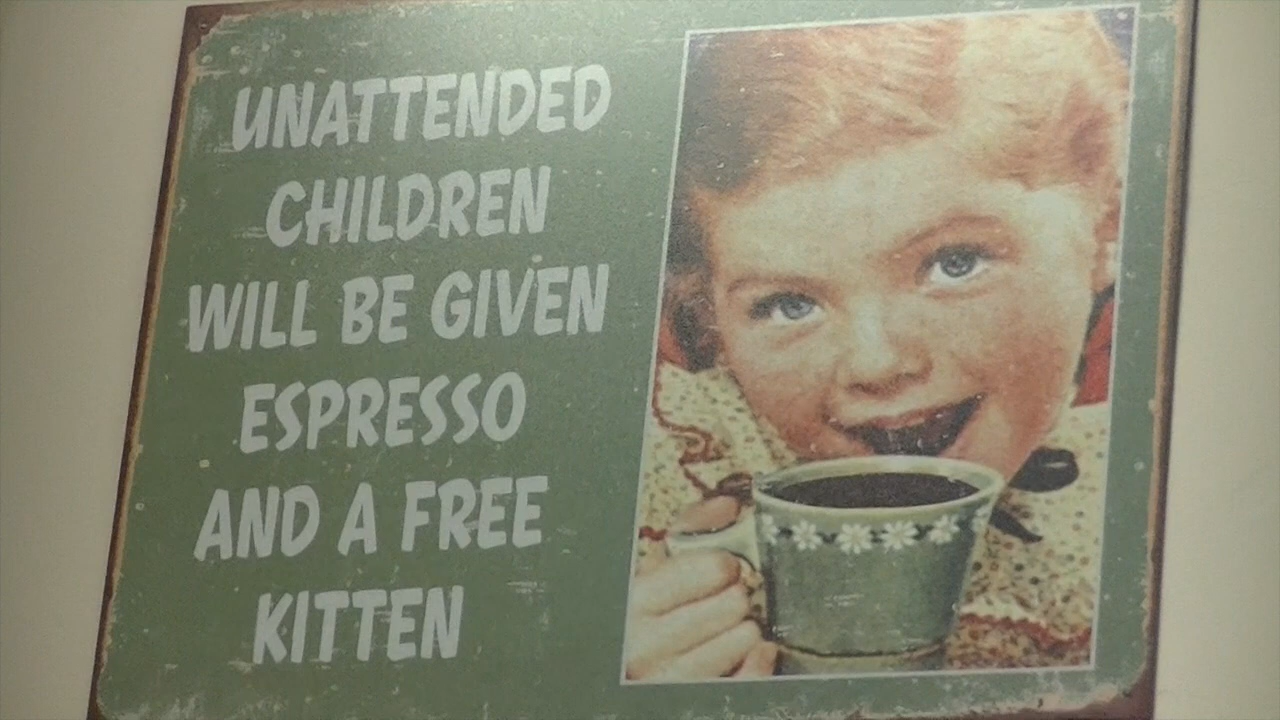 UNATTENDED
CHILDREN
WILL BE GIVEN
ESPRESSO
AND A FREE
KITTEN